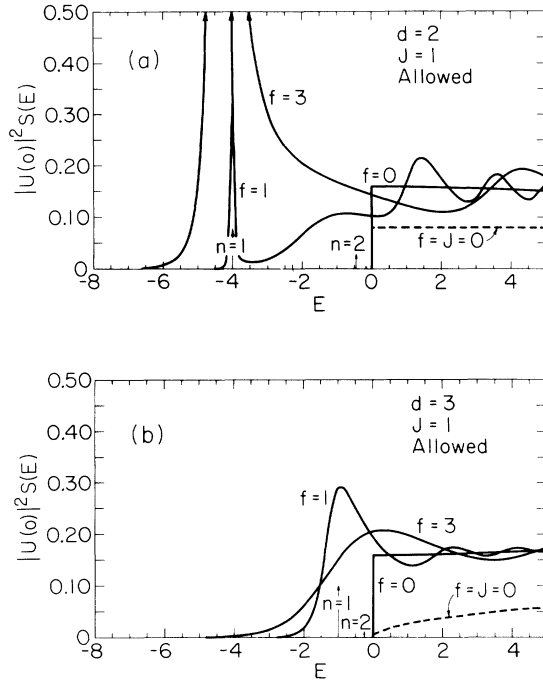 0.50
0.40
0.30
0.20
0.10
0
|U(o)|²S(E)
(a)
d = 2
J = 1
Allowed
f = 3
f = 1
f = 0
n = 1
n = 2
f = J = 0
-8 -6 -4 -2 0 2 4
E
0.50
0.40
0.30
0.20
0.10
0
|U(o)|²S(E)
(b)
d = 3
J = 1
Allowed
f = 1
f = 3
f = 0
n = 1
n = 2
f = J = 0
-8 -6 -4 -2 0 2 4
E